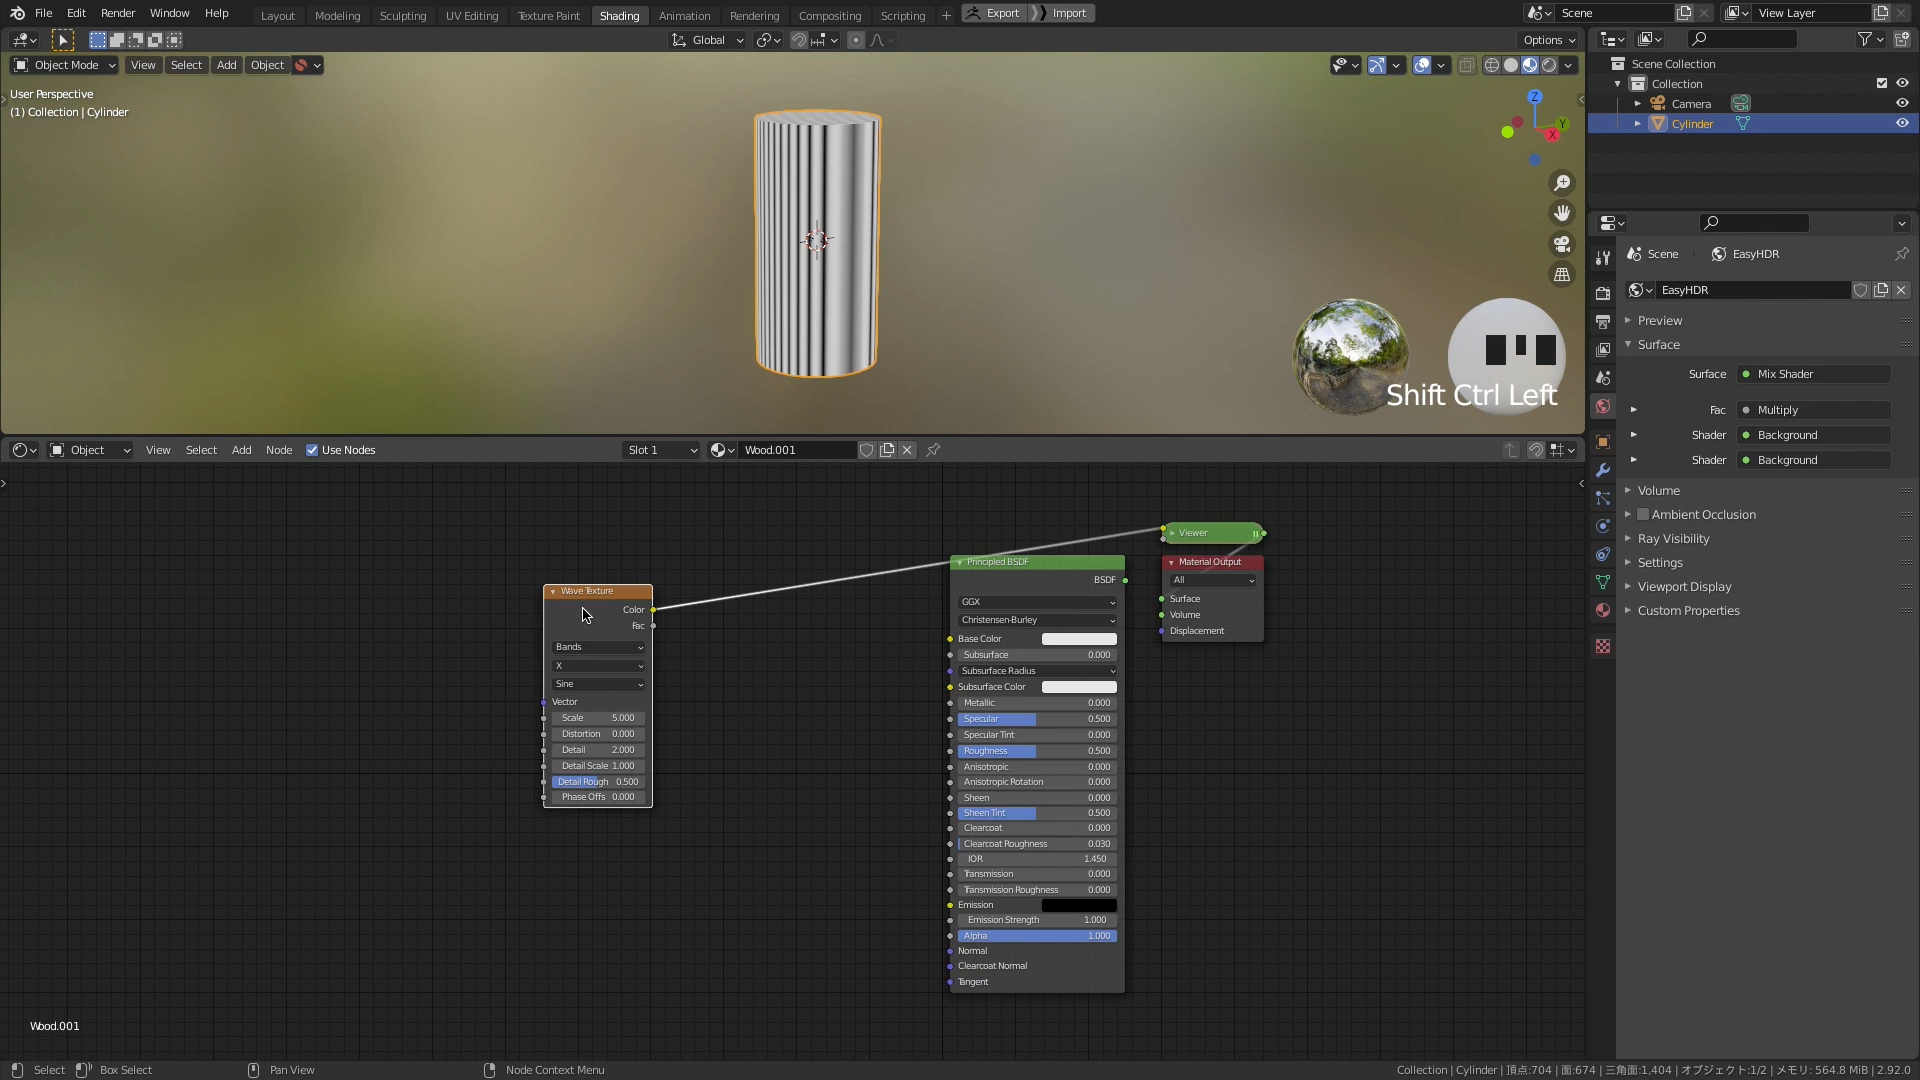 File Edit Render Window Help Layout Modeling Sculpting UV Editing Texture Paint Shading Animation Rendering Compositing Scripting + Export Import Scene View Layer
Global Options
Object Mode View Select Add Object
User Perspective
(1) Collection | Cylinder
Z
Y
X
Shift Ctrl Left
Scene Collection
Collection
Camera
Cylinder
Scene EasyHDR
EasyHDR
Preview
Surface
Surface Mix Shader
Fac Multiply
Shader Background
Shader Background
Volume
Ambient Occlusion
Ray Visibility
Settings
Viewport Display
Custom Properties
Object View Select Add Node Use Nodes Slot 1 Wood.001
Wave Texture
Color
Fac
Bands
X
Sine
Vector
Scale 5.000
Distortion 0.000
Detail 2.000
Detail Scale 1.000
Detail Rough 0.500
Phase Offs 0.000
Principled BSDF
BSDF
GGX
Christensen-Burley
Base Color
Subsurface 0.000
Subsurface Radius
Subsurface Color
Metallic 0.000
Specular 0.500
Specular Tint 0.000
Roughness 0.500
Anisotropic 0.000
Anisotropic Rotation 0.000
Sheen 0.000
Sheen Tint 0.500
Clearcoat 0.000
Clearcoat Roughness 0.030
IOR 1.450
Transmission 0.000
Transmission Roughness 0.000
Emission
Emission Strength 1.000
Alpha 1.000
Normal
Clearcoat Normal
Tangent
Viewer
Material Output
All
Surface
Volume
Displacement
Wood.001
Select Box Select Pan View Node Context Menu Collection | Cylinder | 頂点:704 | 面:674 | 三角面:1,404 | オブジェクト:1/2 | メモリ: 564.8 MiB | 2.92.0